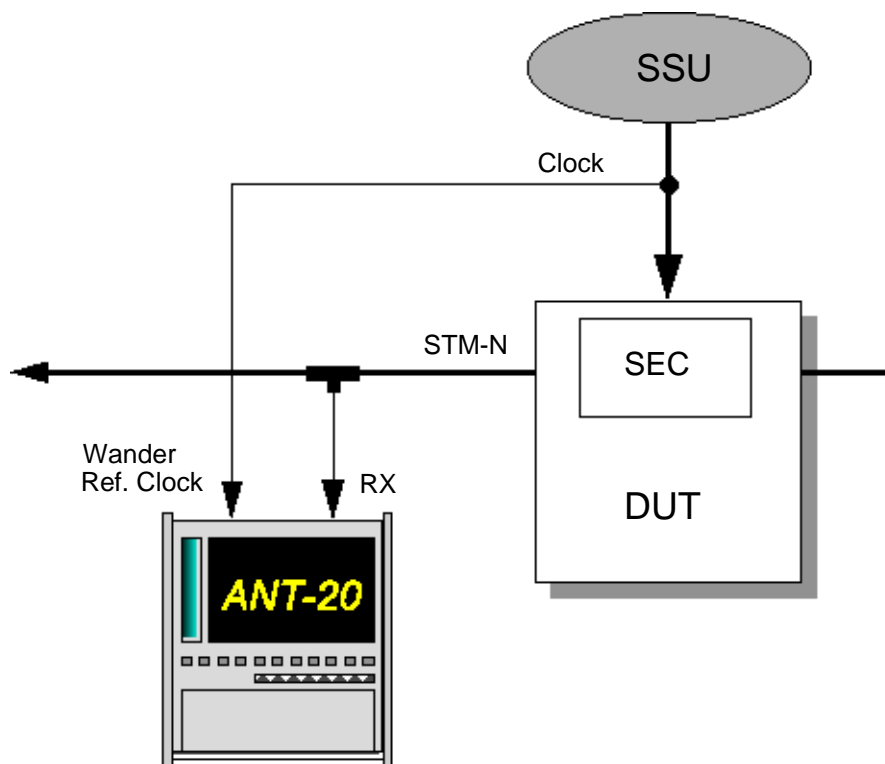 SSU
Clock
STM-N
SEC
Wander
Ref. Clock
RX
DUT
ANT-20